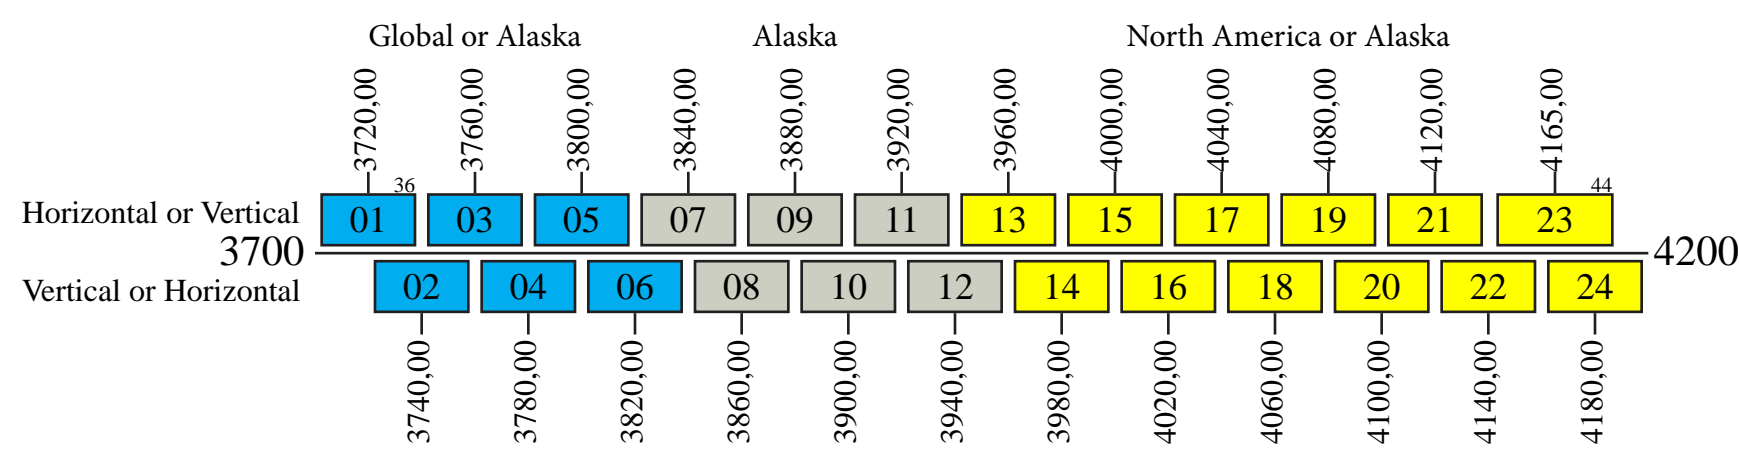 Global or Alaska Alaska North America or Alaska
3720,00 3760,00 3800,00 3840,00 3880,00 3920,00 3960,00 4000,00 4040,00 4080,00 4120,00 4165,00
36 44
Horizontal or Vertical 01 03 05 07 09 11 13 15 17 19 21 23
3700 4200
Vertical or Horizontal 02 04 06 08 10 12 14 16 18 20 22 24
3740,00 3780,00 3820,00 3860,00 3900,00 3940,00 3980,00 4020,00 4060,00 4100,00 4140,00 4180,00